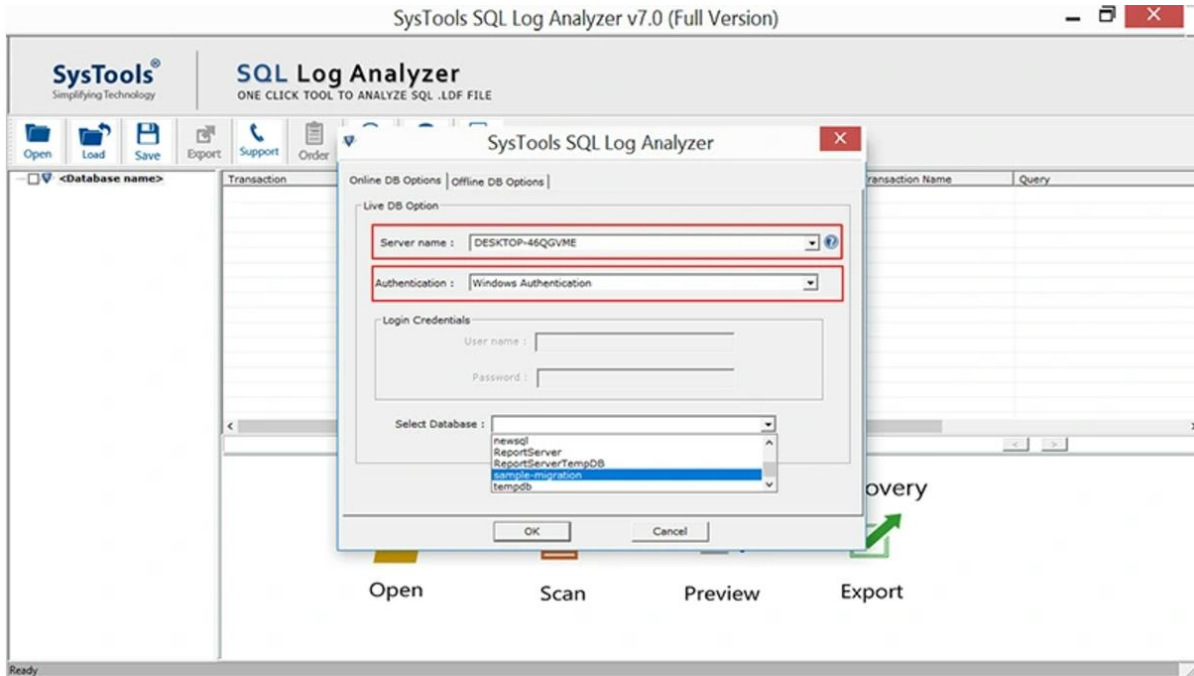 SysTools SQL Log Analyzer v7.0 (Full Version)
SysTools®
Simplifying Technology
SQL Log Analyzer
ONE CLICK TOOL TO ANALYZE SQL .LDF FILE
Open Load Save Export Support Order
<Database name>
Transaction
Transaction Name Query
SysTools SQL Log Analyzer
Online DB Options Offline DB Options
Live DB Option
Server name : DESKTOP-46QGVME
Authentication : Windows Authentication
Login Credentials
User name :
Password :
Select Database :
newsql
ReportServer
ReportServerTempDB
sample-migration
tempdb
OK Cancel
overy
Open Scan Preview Export
Ready